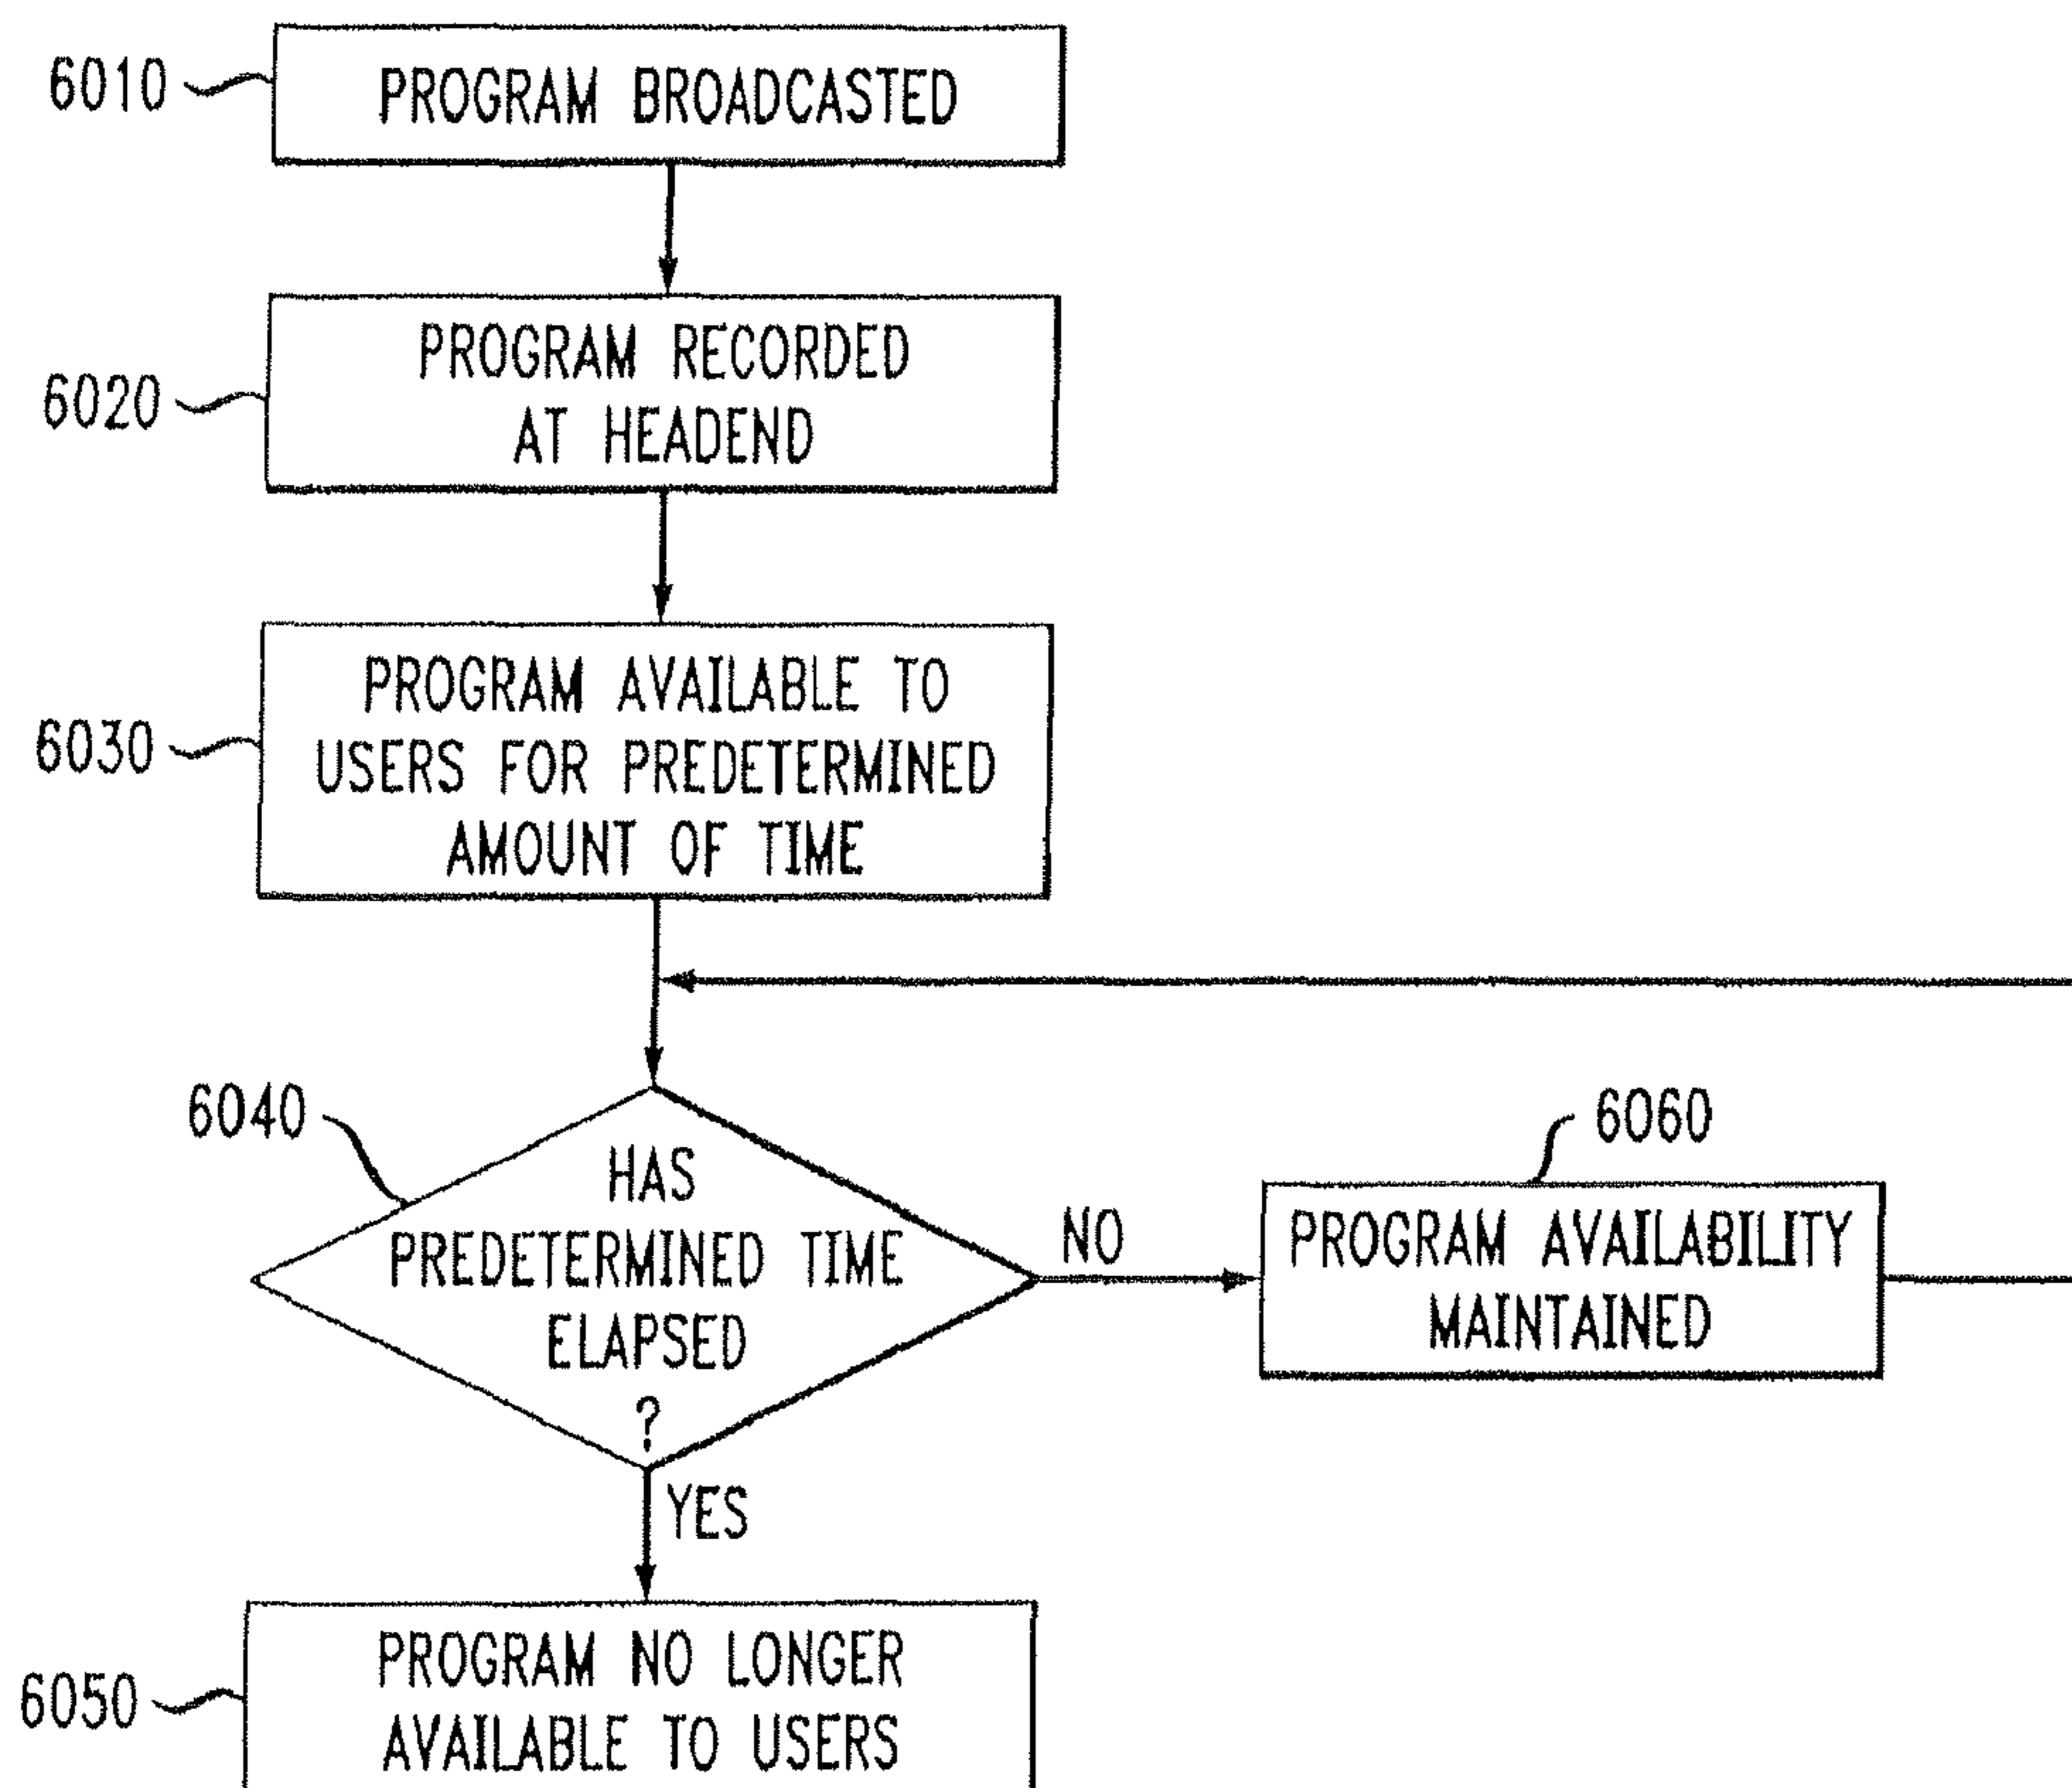 6010
PROGRAM BROADCASTED
6020
PROGRAM RECORDED
AT HEADEND
6030
PROGRAM AVAILABLE TO
USERS FOR PREDETERMINED
AMOUNT OF TIME
6040
HAS
PREDETERMINED TIME
ELAPSED
?
NO
6060
PROGRAM AVAILABILITY
MAINTAINED
YES
6050
PROGRAM NO LONGER
AVAILABLE TO USERS